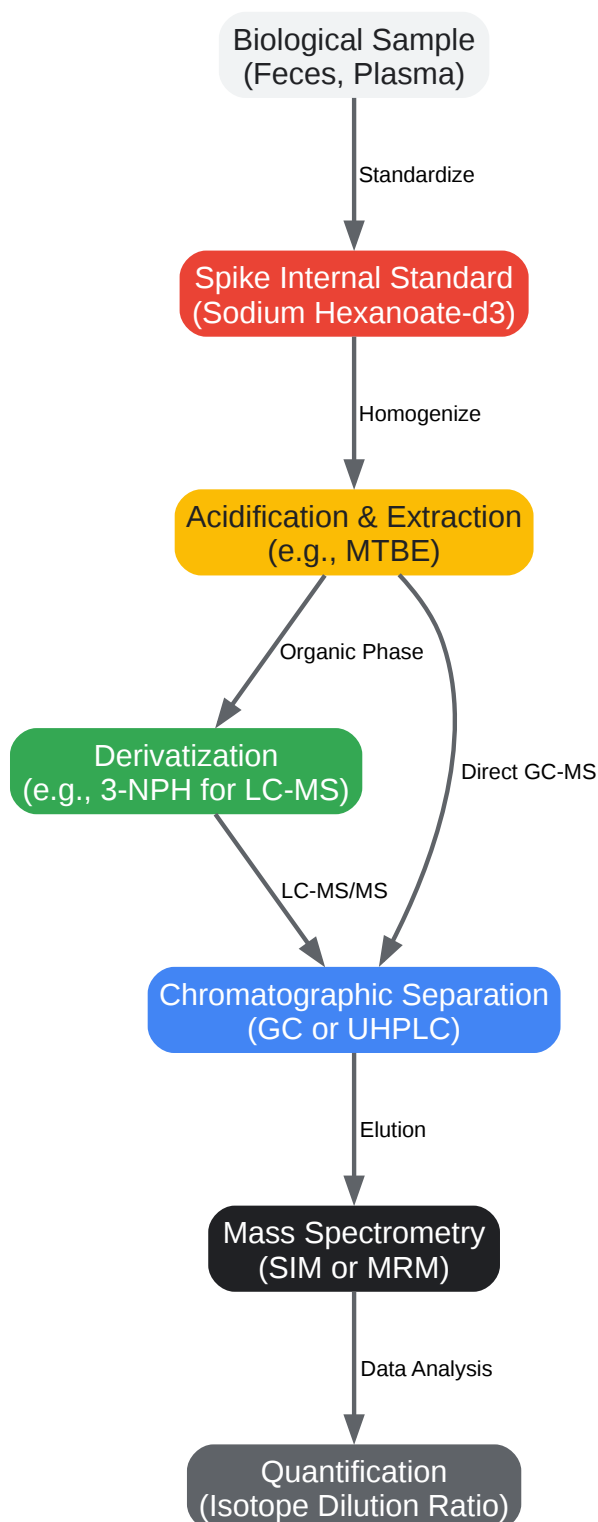 Biological Sample
(Feces, Plasma)
Standardize
Spike Internal Standard
(Sodium Hexanoate-d3)
Homogenize
Acidification & Extraction
(e.g., MTBE)
Organic Phase
Derivatization
(e.g., 3-NPH for LC-MS)
Direct GC-MS
LC-MS/MS
Chromatographic Separation
(GC or UHPLC)
Elution
Mass Spectrometry
(SIM or MRM)
Data Analysis
Quantification
(Isotope Dilution Ratio)